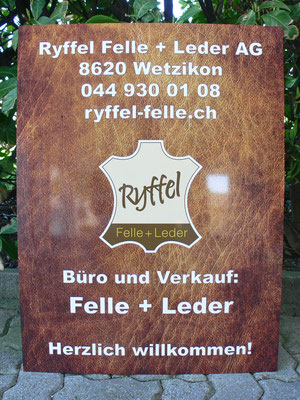 Ryffel Felle + Leder AG
8620 Wetzikon
044 930 01 08
ryffel-felle.ch
Ryffel
Felle + Leder
Büro und Verkauf:
Felle + Leder
Herzlich willkommen!